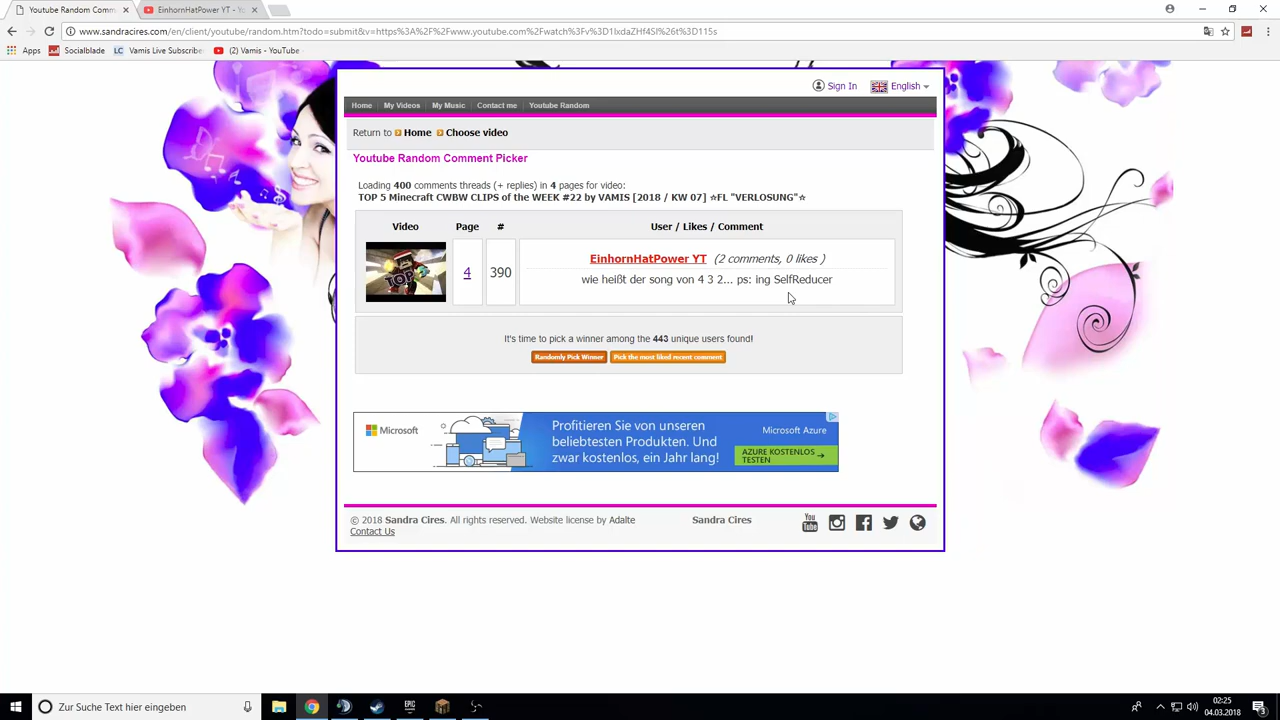 Youtube Random Comm
EinhornHatPower YT -
www.sandracires.com/en/client/youtube/random.htm?todo=submit&v=https%3A%2F%2Fwww.youtube.com%2Fwatch%3Fv%3D1IxdaZHf4SI%26t%3D115s
Apps Socialblade Vamis Live Subscribe (2) Vamis - YouTube
Sign In English
Home My Videos My Music Contact me Youtube Random
Return to Home Choose video
Youtube Random Comment Picker
Loading 400 comments threads (+ replies) in 4 pages for video:
TOP 5 Minecraft CWBW CLIPS of the WEEK #22 by VAMIS [2018 / KW 07] ☆FL "VERLOSUNG"☆
Video Page # User / Likes / Comment
TOP
4 390
EinhornHatPower YT (2 comments, 0 likes )
wie heißt der song von 4 3 2... ps: ing SelfReducer
It's time to pick a winner among the 443 unique users found!
Randomly Pick Winner Pick the most liked recent comment
Microsoft
Profitieren Sie von unseren
beliebtesten Produkten. Und
zwar kostenlos, ein Jahr lang!
Microsoft Azure
AZURE KOSTENLOS
TESTEN
© 2018 Sandra Cires. All rights reserved. Website license by Adalte
Contact Us
Sandra Cires
You
Tube
Zur Suche Text hier eingeben
EPIC
02:25
04.03.2018
3